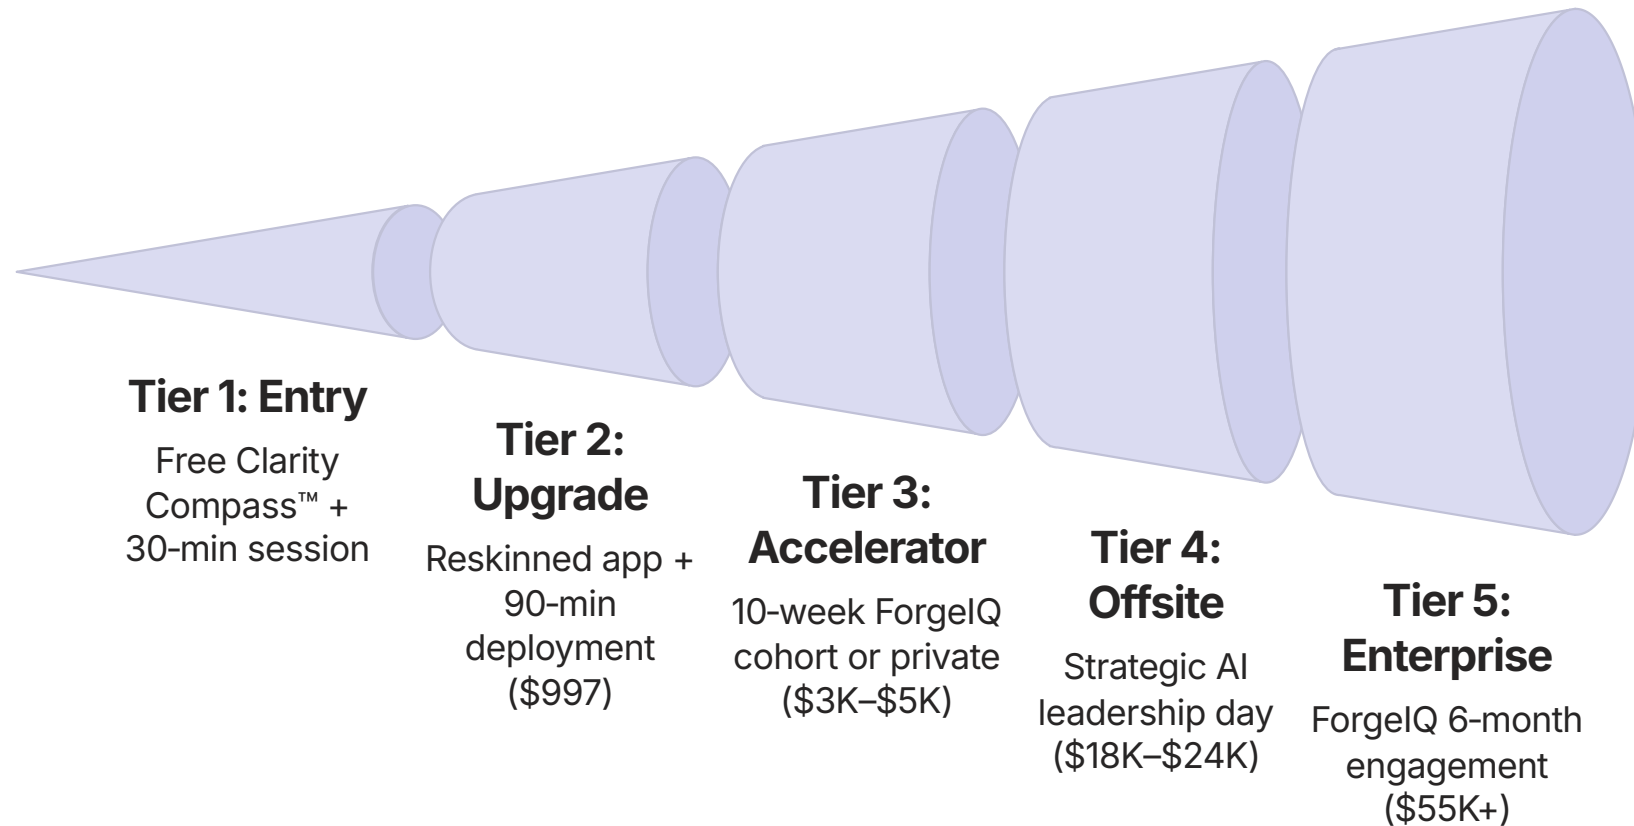 Tier 1: Entry
Free Clarity
Compass™ +
30-min session
Tier 2:
Upgrade
Reskinned app +
90-min
deployment
($997)
Tier 3:
Accelerator
10-week ForgeIQ
cohort or private
($3K–$5K)
Tier 4:
Offsite
Strategic AI
leadership day
($18K–$24K)
Tier 5:
Enterprise
ForgeIQ 6-month
engagement
($55K+)